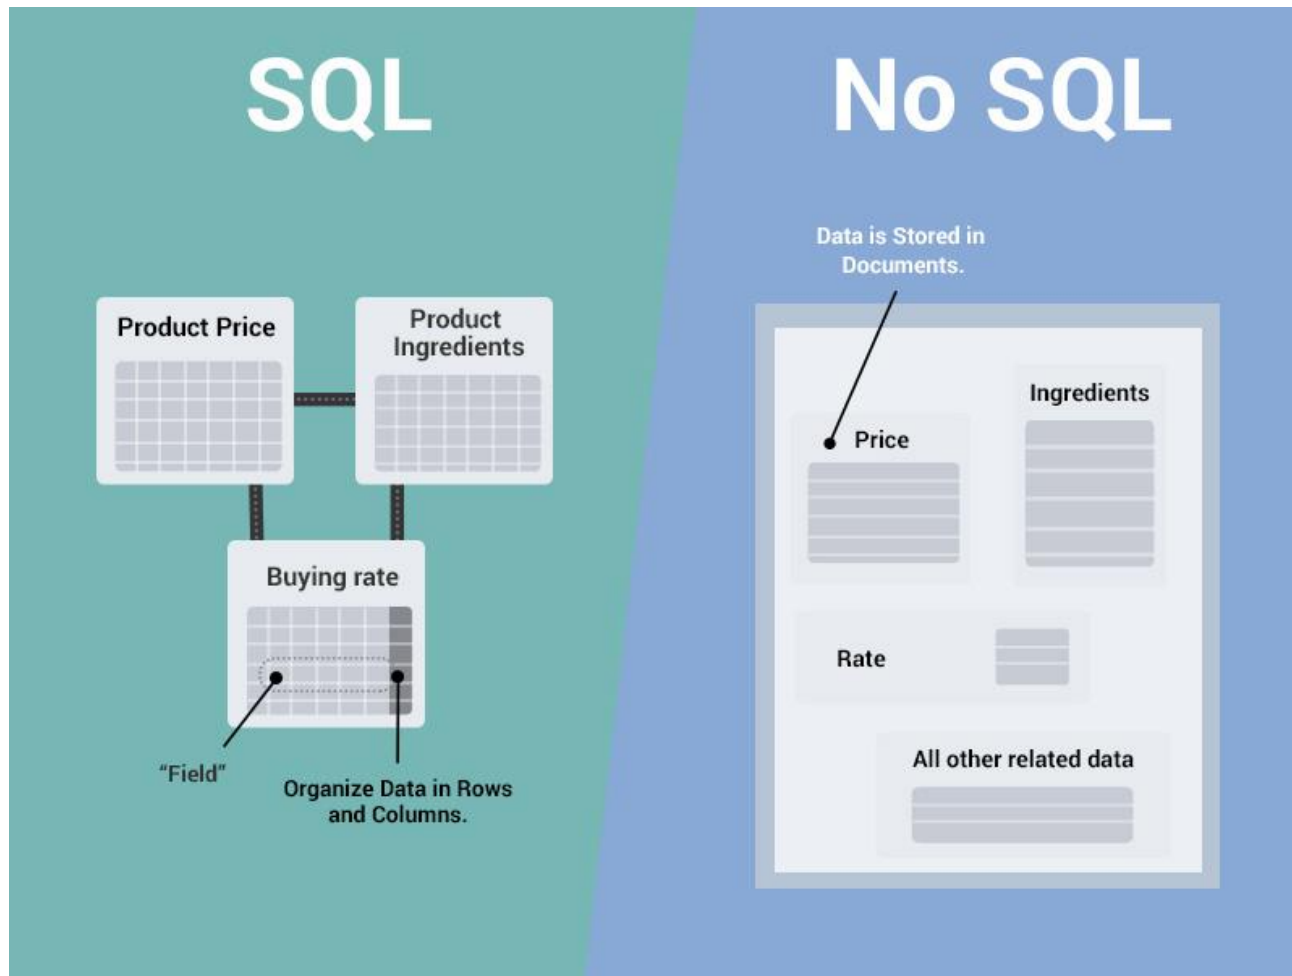 SQL
Product Price
Product
Ingredients
Buying rate
“Field”
Organize Data in Rows
and Columns.
No SQL
Data is Stored in
Documents.
Ingredients
Price
Rate
All other related data